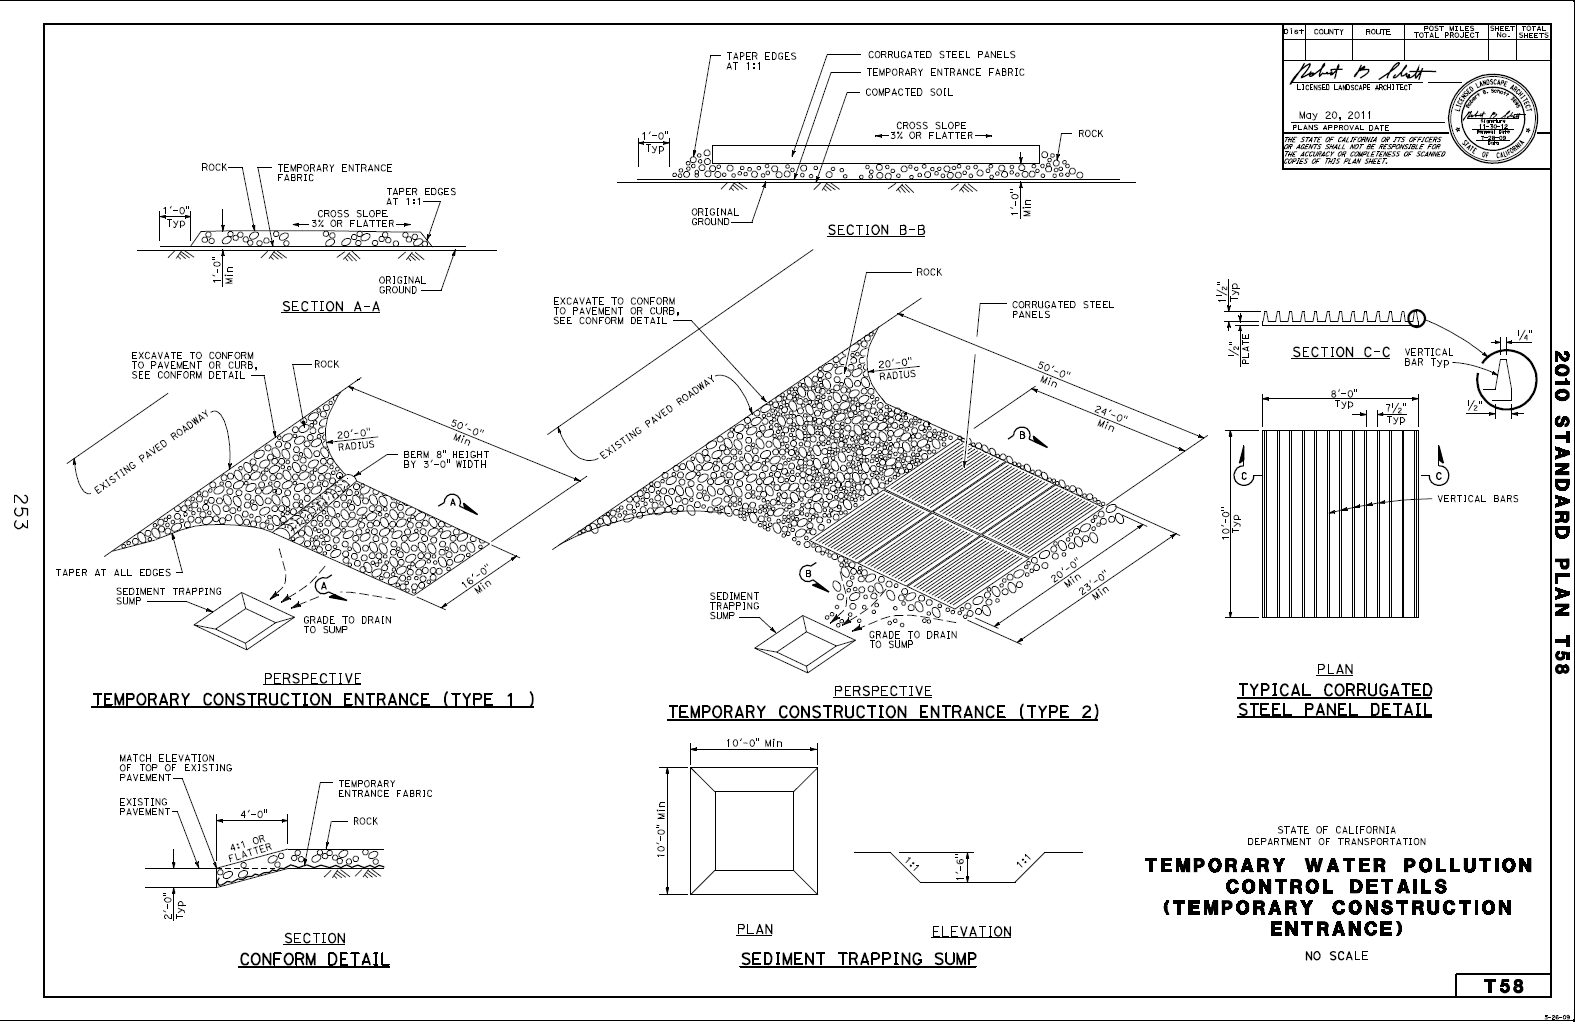 Dist COUNTY ROUTE POST MILES TOTAL PROJECT SHEET No. TOTAL SHEETS
LICENSED LANDSCAPE ARCHITECT
May 20, 2011
PLANS APPROVAL DATE
THE STATE OF CALIFORNIA OR ITS OFFICERS
OR AGENTS SHALL NOT BE RESPONSIBLE FOR
THE ACCURACY OR COMPLETENESS OF SCANNED
COPIES OF THIS PLAN SHEET.
LICENSED LANDSCAPE ARCHITECT
Signature
11-30-12
Renewal Date
Date
STATE OF CALIFORNIA
TAPER EDGES
AT 1:1
CORRUGATED STEEL PANELS
TEMPORARY ENTRANCE FABRIC
COMPACTED SOIL
CROSS SLOPE
3% OR FLATTER
ROCK
1'-0"
Typ
ORIGINAL
GROUND
1'-0"
Min
SECTION B-B
ROCK
TEMPORARY ENTRANCE
FABRIC
TAPER EDGES
AT 1:1
1'-0"
Typ
CROSS SLOPE
3% OR FLATTER
1'-0"
Min
ORIGINAL
GROUND
SECTION A-A
EXCAVATE TO CONFORM
TO PAVEMENT OR CURB,
SEE CONFORM DETAIL
ROCK
EXISTING PAVED ROADWAY
20'-0"
RADIUS
50'-0"
Min
BERM 8" HEIGHT
BY 3'-0" WIDTH
A
TAPER AT ALL EDGES
SEDIMENT TRAPPING
SUMP
A
16'-0"
Min
GRADE TO DRAIN
TO SUMP
PERSPECTIVE
TEMPORARY CONSTRUCTION ENTRANCE (TYPE 1 )
EXCAVATE TO CONFORM
TO PAVEMENT OR CURB,
SEE CONFORM DETAIL
ROCK
CORRUGATED STEEL
PANELS
EXISTING PAVED ROADWAY
20'-0"
RADIUS
50'-0"
Min
24'-0"
Min
B
B
SEDIMENT
TRAPPING
SUMP
20'-0"
Min
23'-0"
Min
GRADE TO DRAIN
TO SUMP
PERSPECTIVE
TEMPORARY CONSTRUCTION ENTRANCE (TYPE 2)
1½"
Typ
½"
PLATE
SECTION C-C
VERTICAL
BAR Typ
¼"
½"
8'-0"
Typ
7½"
Typ
C
C
VERTICAL BARS
10'-0"
Typ
PLAN
TYPICAL CORRUGATED
STEEL PANEL DETAIL
MATCH ELEVATION
OF TOP OF EXISTING
PAVEMENT
EXISTING
PAVEMENT
TEMPORARY
ENTRANCE FABRIC
ROCK
4'-0"
4:1 OR
FLATTER
2'-0"
Typ
SECTION
CONFORM DETAIL
10'-0" Min
10'-0" Min
PLAN
1:1
1'-6"
1:1
ELEVATION
SEDIMENT TRAPPING SUMP
STATE OF CALIFORNIA
DEPARTMENT OF TRANSPORTATION
TEMPORARY WATER POLLUTION
CONTROL DETAILS
(TEMPORARY CONSTRUCTION
ENTRANCE)
NO SCALE
T58
2010 STANDARD PLAN T58
253
5-26-09